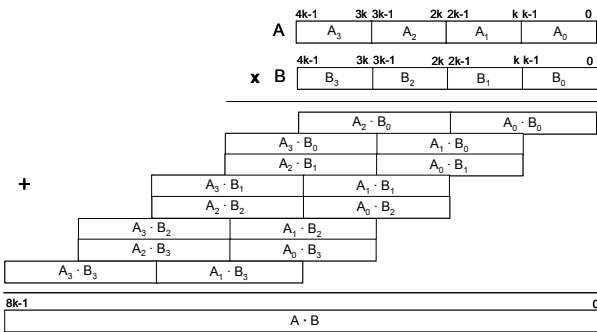 4k-1 3k 3k-1 2k 2k-1 k k-1 0
A A₃ A₂ A₁ A₀
4k-1 3k 3k-1 2k 2k-1 k k-1 0
x B B₃ B₂ B₁ B₀
A₂ · B₀ A₀ · B₀
A₃ · B₀ A₁ · B₀
A₂ · B₁ A₀ · B₁
+
A₃ · B₁ A₁ · B₁
A₂ · B₂ A₀ · B₂
A₃ · B₂ A₁ · B₂
A₂ · B₃ A₀ · B₃
A₃ · B₃ A₁ · B₃
8k-1 0
A · B